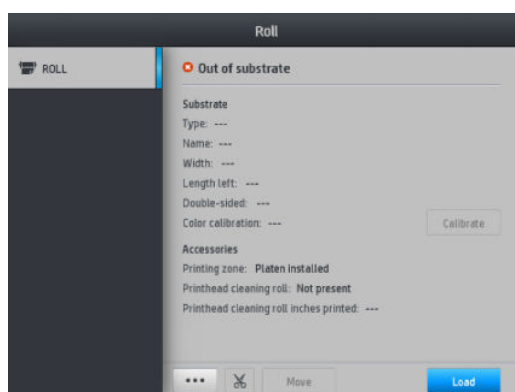 Roll
ROLL
Out of substrate
Substrate
Type: ---
Name: ---
Width: ---
Length left: ---
Double-sided: ---
Color calibration: ---
Calibrate
Accessories
Printing zone: Platen installed
Printhead cleaning roll: Not present
Printhead cleaning roll inches printed: ---
Move
Load